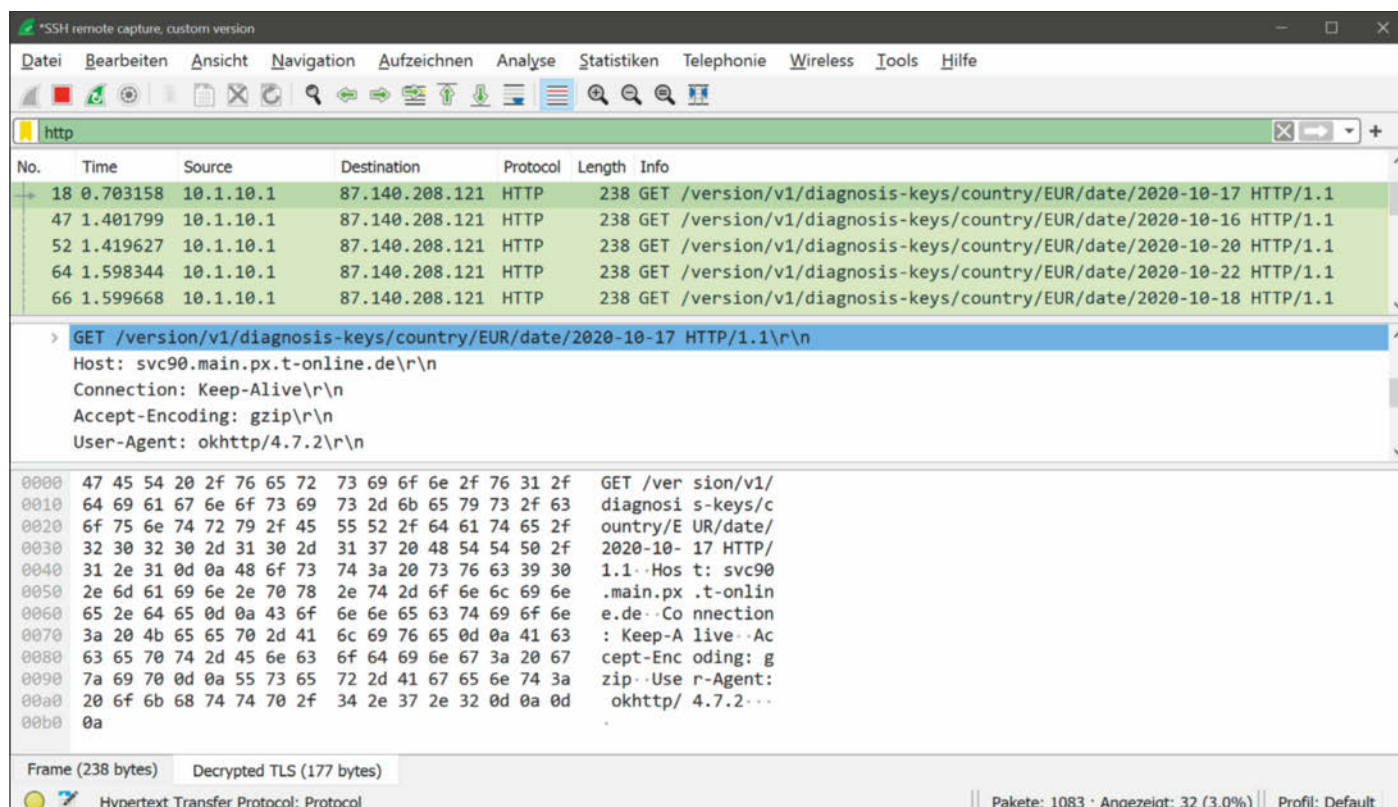 *SSH remote capture, custom version
Datei Bearbeiten Ansicht Navigation Aufzeichnen Analyse Statistiken Telephonie Wireless Tools Hilfe
http
No. Time Source Destination Protocol Length Info
18 0.703158 10.1.10.1 87.140.208.121 HTTP 238 GET /version/v1/diagnosis-keys/country/EUR/date/2020-10-17 HTTP/1.1
47 1.401799 10.1.10.1 87.140.208.121 HTTP 238 GET /version/v1/diagnosis-keys/country/EUR/date/2020-10-16 HTTP/1.1
52 1.419627 10.1.10.1 87.140.208.121 HTTP 238 GET /version/v1/diagnosis-keys/country/EUR/date/2020-10-20 HTTP/1.1
64 1.598344 10.1.10.1 87.140.208.121 HTTP 238 GET /version/v1/diagnosis-keys/country/EUR/date/2020-10-22 HTTP/1.1
66 1.599668 10.1.10.1 87.140.208.121 HTTP 238 GET /version/v1/diagnosis-keys/country/EUR/date/2020-10-18 HTTP/1.1
GET /version/v1/diagnosis-keys/country/EUR/date/2020-10-17 HTTP/1.1\r\n
Host: svc90.main.px.t-online.de\r\n
Connection: Keep-Alive\r\n
Accept-Encoding: gzip\r\n
User-Agent: okhttp/4.7.2\r\n
0000 47 45 54 20 2f 76 65 72 73 69 6f 6e 2f 76 31 2f GET /ver sion/v1/
0010 64 69 61 67 6e 6f 73 69 73 2d 6b 65 79 73 2f 63 diagnosi s-keys/c
0020 6f 75 6e 74 72 79 2f 45 55 52 2f 64 61 74 65 2f ountry/E UR/date/
0030 32 30 32 30 2d 31 30 2d 31 37 20 48 54 54 50 2f 2020-10- 17 HTTP/
0040 31 2e 31 0d 0a 48 6f 73 74 3a 20 73 76 63 39 30 1.1··Hos t: svc90
0050 2e 6d 61 69 6e 2e 70 78 2e 74 2d 6f 6e 6c 69 6e .main.px .t-onlin
0060 65 2e 64 65 0d 0a 43 6f 6e 6e 65 63 74 69 6f 6e e.de··Co nnection
0070 3a 20 4b 65 65 70 2d 41 6c 69 76 65 0d 0a 41 63 : Keep-A live··Ac
0080 63 65 70 74 2d 45 6e 63 6f 64 69 6e 67 3a 20 67 cept-Enc oding: g
0090 7a 69 70 0d 0a 55 73 65 72 2d 41 67 65 6e 74 3a zip··Use r-Agent:
00a0 20 6f 6b 68 74 74 70 2f 34 2e 37 2e 32 0d 0a 0d okhttp/ 4.7.2···
00b0 0a ·
Frame (238 bytes) Decrypted TLS (177 bytes)
Hypertext Transfer Protocol: Protocol Pakete: 1083 · Angezeigt: 32 (3.0%) Profil: Default